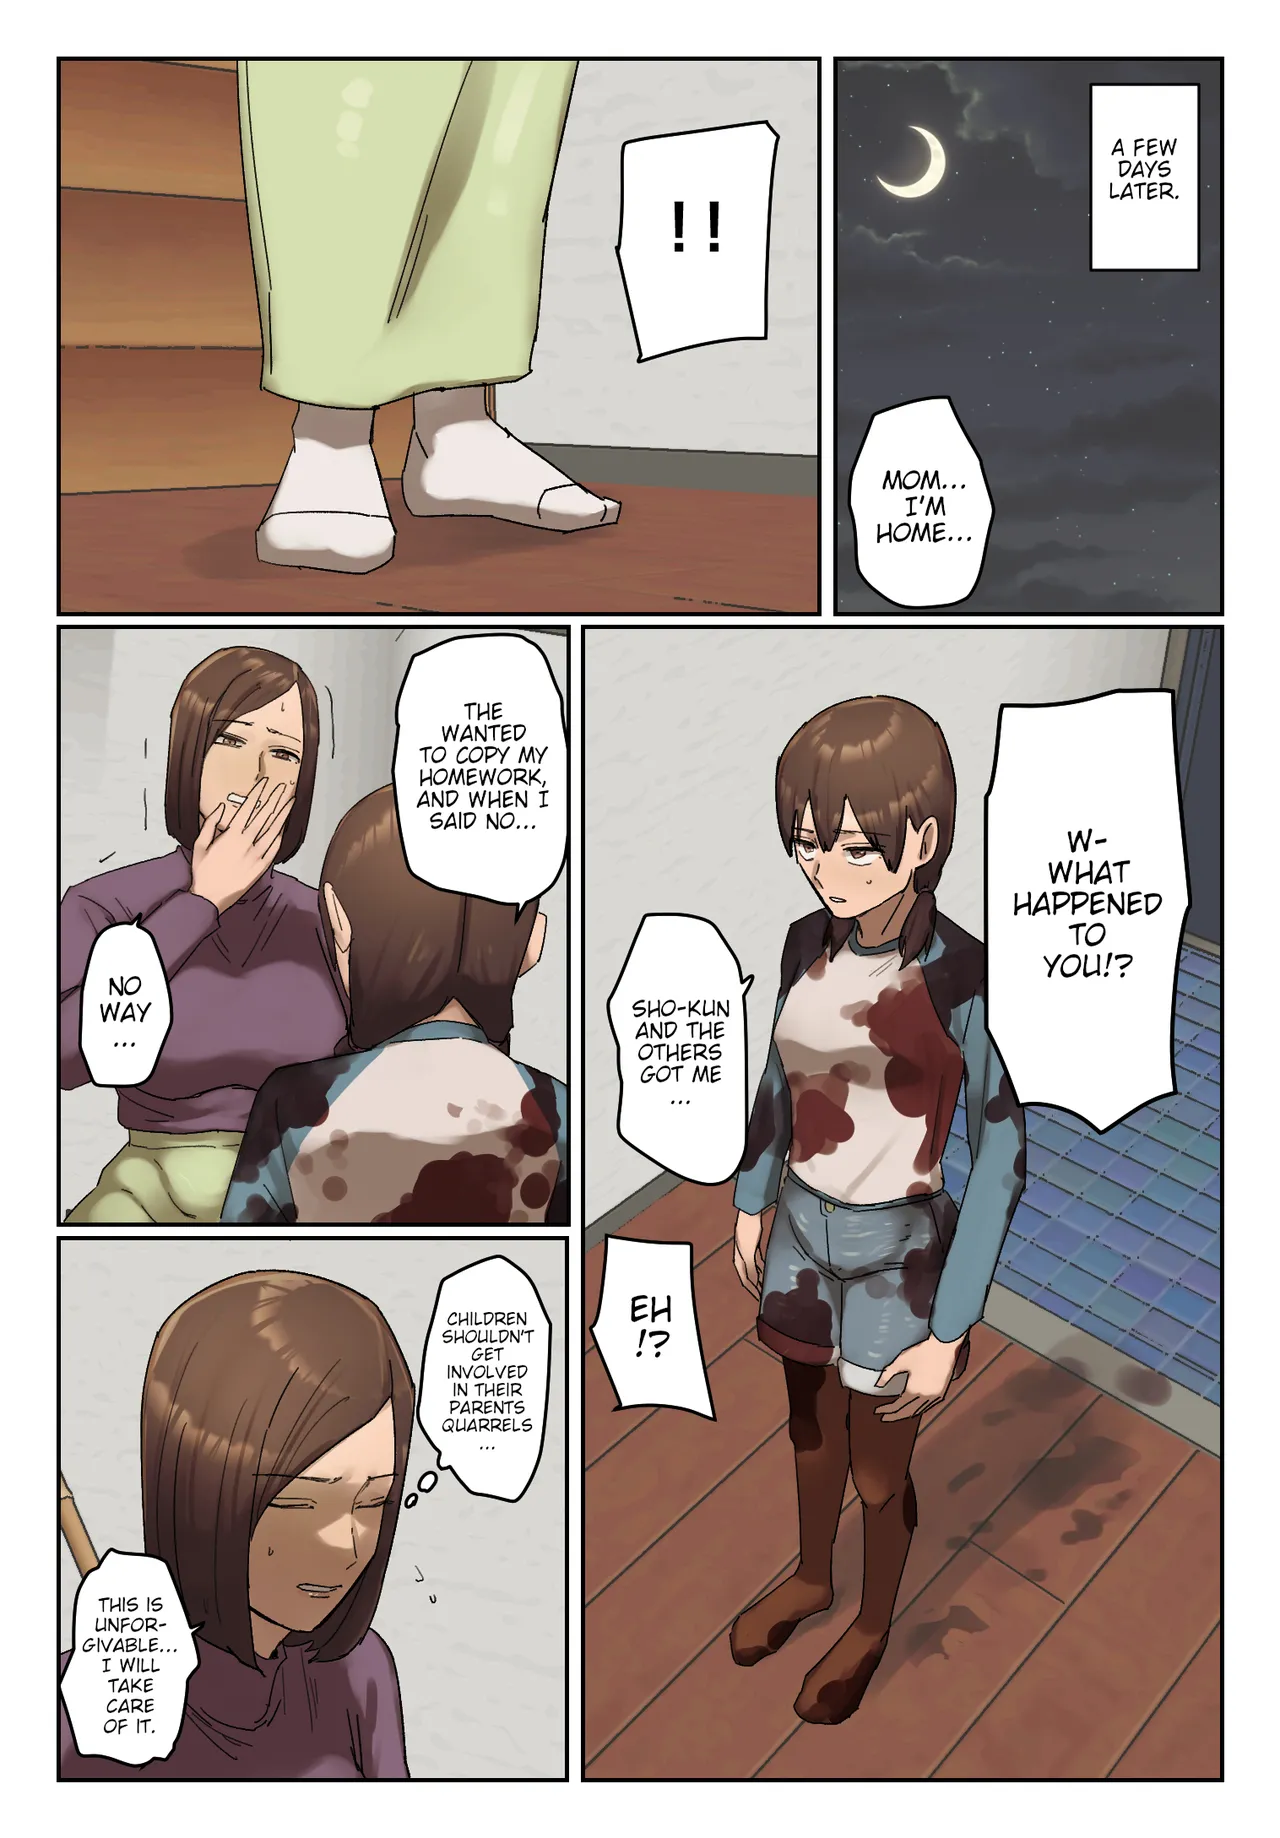 A FEW
DAYS
LATER.
MOM...
I'M
HOME...
!!
W-
WHAT
HAPPENED
TO
YOU!?
SHO-KUN
AND THE
OTHERS
GOT ME
...
EH
!?
THE
WANTED
TO COPY MY
HOMEWORK,
AND WHEN I
SAID NO...
NO
WAY
...
CHILDREN
SHOULDN'T
GET
INVOLVED
IN THEIR
PARENTS
QUARRELS
...
THIS IS
UNFOR-
GIVABLE...
I WILL
TAKE
CARE
OF IT.